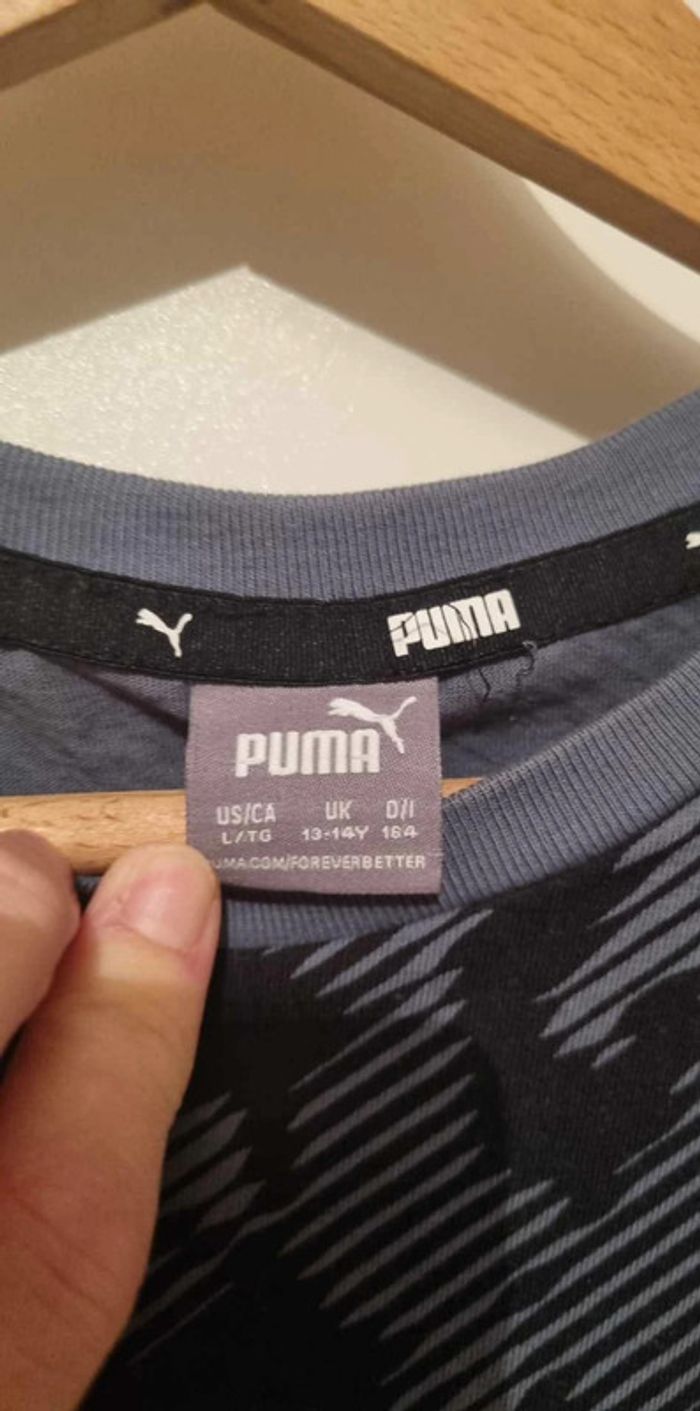 PUMA
PUMA
US/CA UK D/I
L/TG 13-14Y 164
UMA.COM/FOREVERBETTER